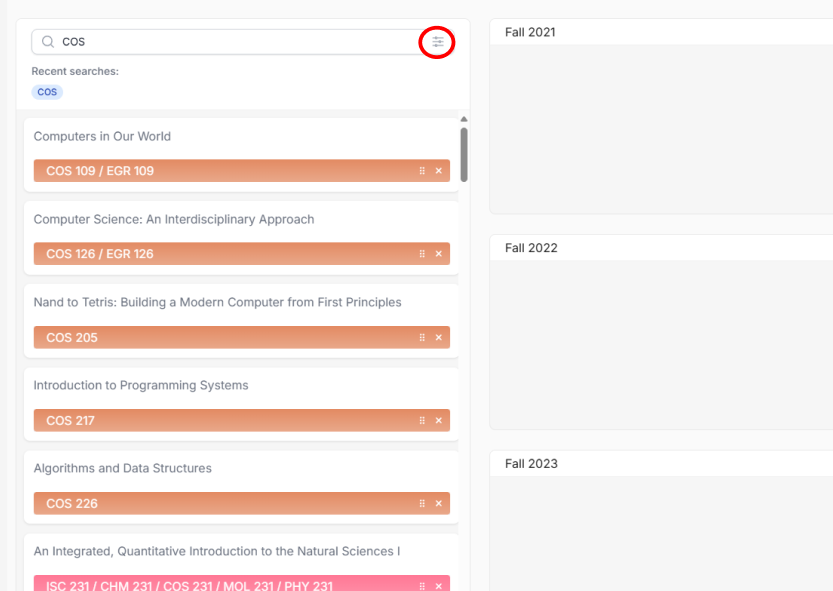 COS
Recent searches:
COS
Computers in Our World
COS 109 / EGR 109
Computer Science: An Interdisciplinary Approach
COS 126 / EGR 126
Nand to Tetris: Building a Modern Computer from First Principles
COS 205
Introduction to Programming Systems
COS 217
Algorithms and Data Structures
COS 226
An Integrated, Quantitative Introduction to the Natural Sciences I
ISC 231 / CHM 231 / COS 231 / MOL 231 / PHY 231
Fall 2021
Fall 2022
Fall 2023